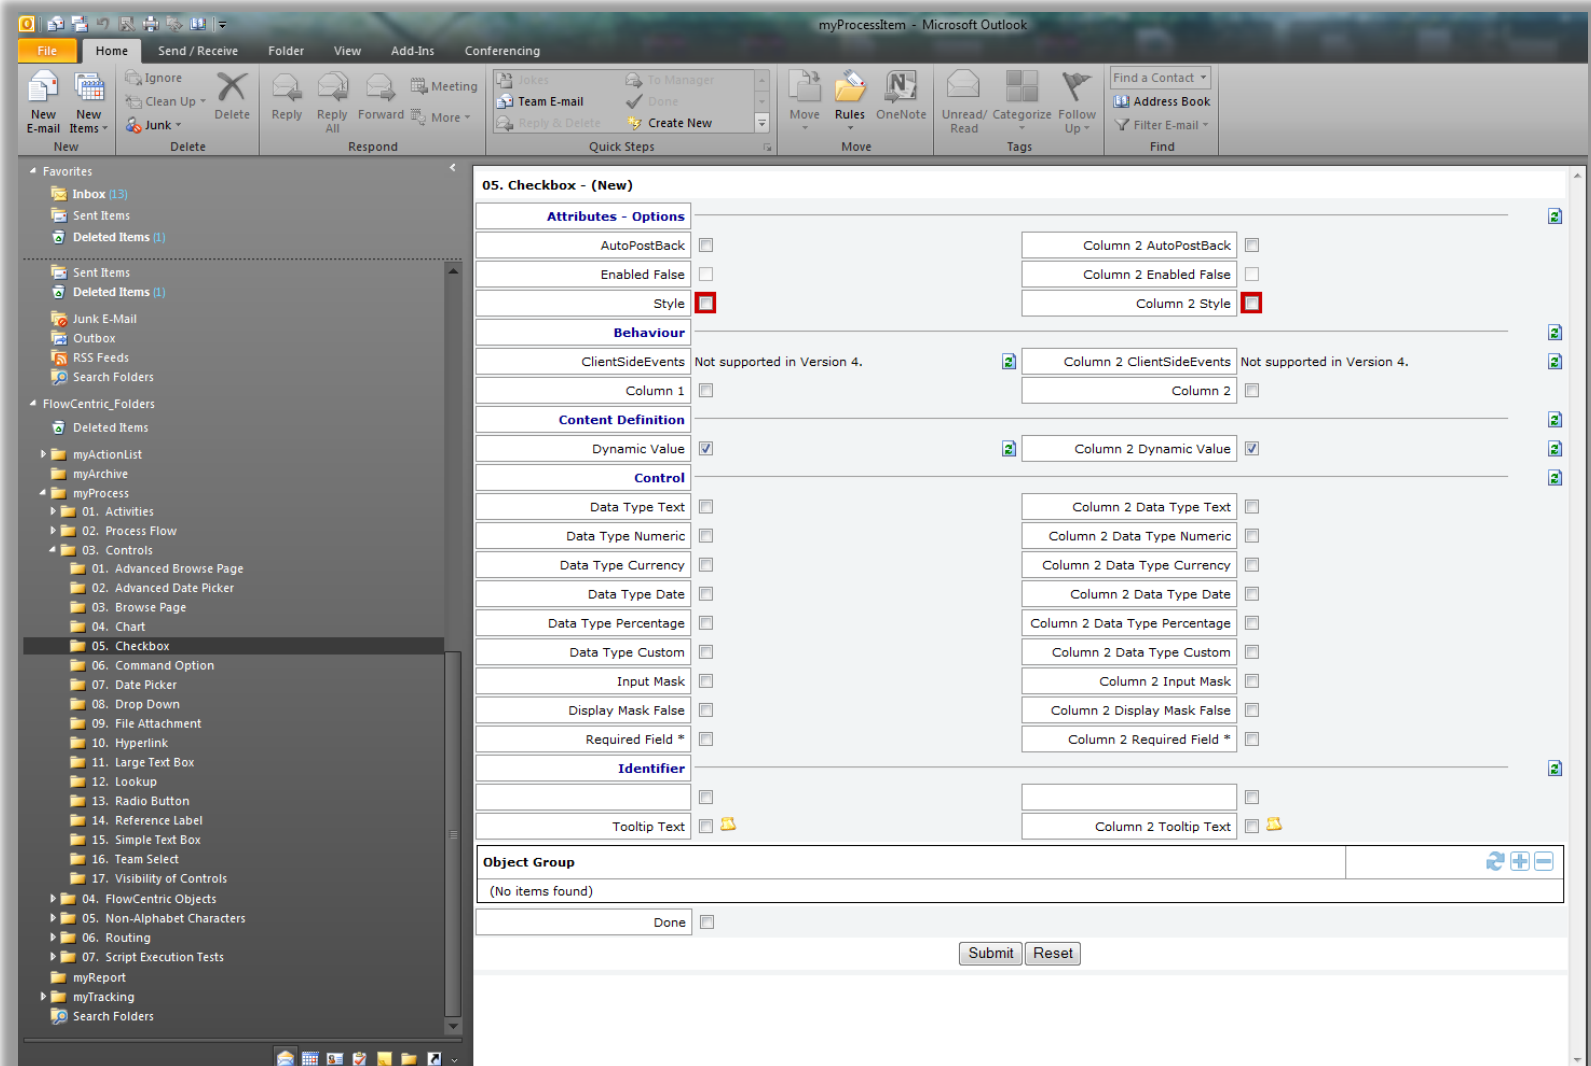 myProcessItem - Microsoft Outlook
File Home Send / Receive Folder View Add-Ins Conferencing
New E-mail
New Items
New
Ignore
Clean Up
Junk
Delete
Delete
Reply
Reply All
Forward
Meeting
More
Respond
Jokes
Team E-mail
Reply & Delete
To Manager
Done
Create New
Quick Steps
Move
Rules
OneNote
Move
Unread/ Read
Categorize
Follow Up
Tags
Find a Contact
Address Book
Filter E-mail
Find
Favorites
Inbox (13)
Sent Items
Deleted Items (1)
Sent Items
Deleted Items (1)
Junk E-Mail
Outbox
RSS Feeds
Search Folders
FlowCentric_Folders
Deleted Items
myActionList
myArchive
myProcess
01. Activities
02. Process Flow
03. Controls
01. Advanced Browse Page
02. Advanced Date Picker
03. Browse Page
04. Chart
05. Checkbox
06. Command Option
07. Date Picker
08. Drop Down
09. File Attachment
10. Hyperlink
11. Large Text Box
12. Lookup
13. Radio Button
14. Reference Label
15. Simple Text Box
16. Team Select
17. Visibility of Controls
04. FlowCentric Objects
05. Non-Alphabet Characters
06. Routing
07. Script Execution Tests
myReport
myTracking
Search Folders
05. Checkbox - (New)
Attributes - Options
AutoPostBack Column 2 AutoPostBack
Enabled False Column 2 Enabled False
Style Column 2 Style
Behaviour
ClientSideEvents Not supported in Version 4. Column 2 ClientSideEvents Not supported in Version 4.
Column 1 Column 2
Content Definition
Dynamic Value Column 2 Dynamic Value
Control
Data Type Text Column 2 Data Type Text
Data Type Numeric Column 2 Data Type Numeric
Data Type Currency Column 2 Data Type Currency
Data Type Date Column 2 Data Type Date
Data Type Percentage Column 2 Data Type Percentage
Data Type Custom Column 2 Data Type Custom
Input Mask Column 2 Input Mask
Display Mask False Column 2 Display Mask False
Required Field * Column 2 Required Field *
Identifier
Tooltip Text Column 2 Tooltip Text
Object Group
(No items found)
Done
Submit Reset